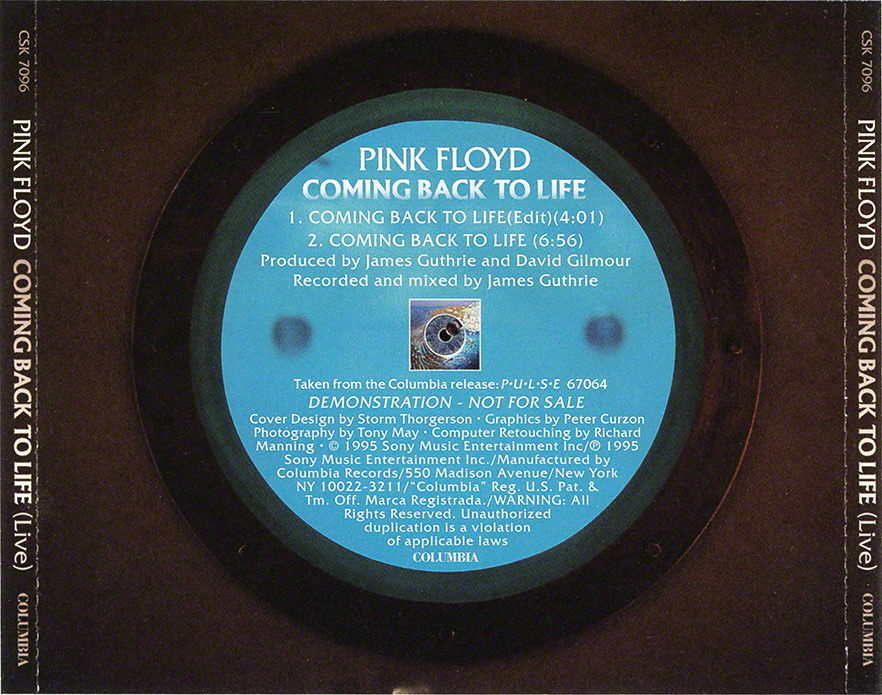 CSK 7096 PINK FLOYD COMING BACK TO LIFE (Live) COLUMBIA
PINK FLOYD
COMING BACK TO LIFE
1. COMING BACK TO LIFE(Edit)(4:01)
2. COMING BACK TO LIFE (6:56)
Produced by James Guthrie and David Gilmour
Recorded and mixed by James Guthrie
Taken from the Columbia release: P•U•L•S•E 67064
DEMONSTRATION - NOT FOR SALE
Cover Design by Storm Thorgerson • Graphics by Peter Curzon
Photography by Tony May • Computer Retouching by Richard
Manning • © 1995 Sony Music Entertainment Inc/℗ 1995
Sony Music Entertainment Inc./Manufactured by
Columbia Records/550 Madison Avenue/New York
NY 10022-3211/“Columbia” Reg. U.S. Pat. &
Tm. Off. Marca Registrada./WARNING: All
Rights Reserved. Unauthorized
duplication is a violation
of applicable laws
COLUMBIA
CSK 7096 PINK FLOYD COMING BACK TO LIFE (Live) COLUMBIA